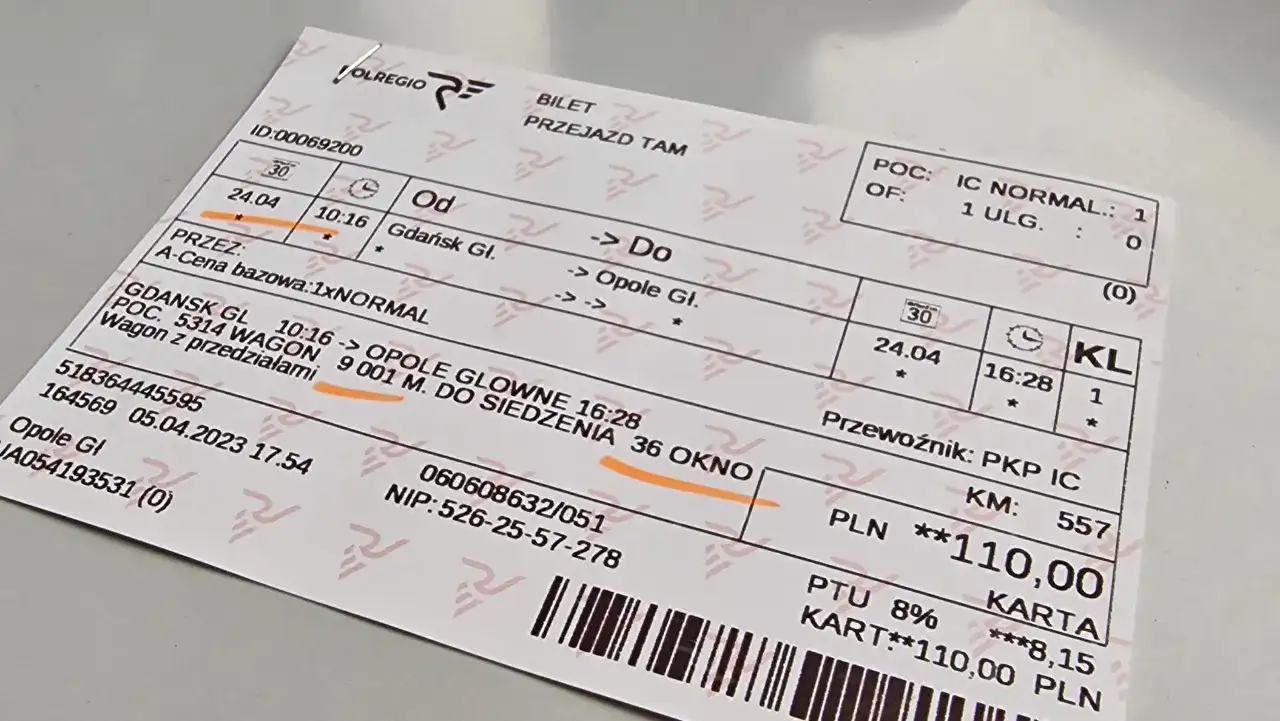 POLREGIO
BILET
PRZEJAZD TAM
POC: IC NORMAL.: 1
OF: 1 ULG. : 0
(0)
ID:00069200
30 Od -> Do 30 KL
24.04 10:16 Gdańsk Gł. -> Opole Gł. 24.04 16:28 1
* * * -> -> * * * *
PRZEZ:
A-Cena bazowa:1xNORMAL
Przewoźnik: PKP IC
GDANSK GL 10:16 -> OPOLE GLOWNE 16:28
POC. 5314 WAGON 9 001 M. DO SIEDZENIA 36 OKNO
Wagon z przedziałami
KM: 557
518364445595
PLN **110,00
164569 05.04.2023 17.54
060608632/051
KARTA
Opole Gł
NIP:526-25-57-278
PTU 8% ***8,15
A054193531 (0)
KART:**110,00 PLN